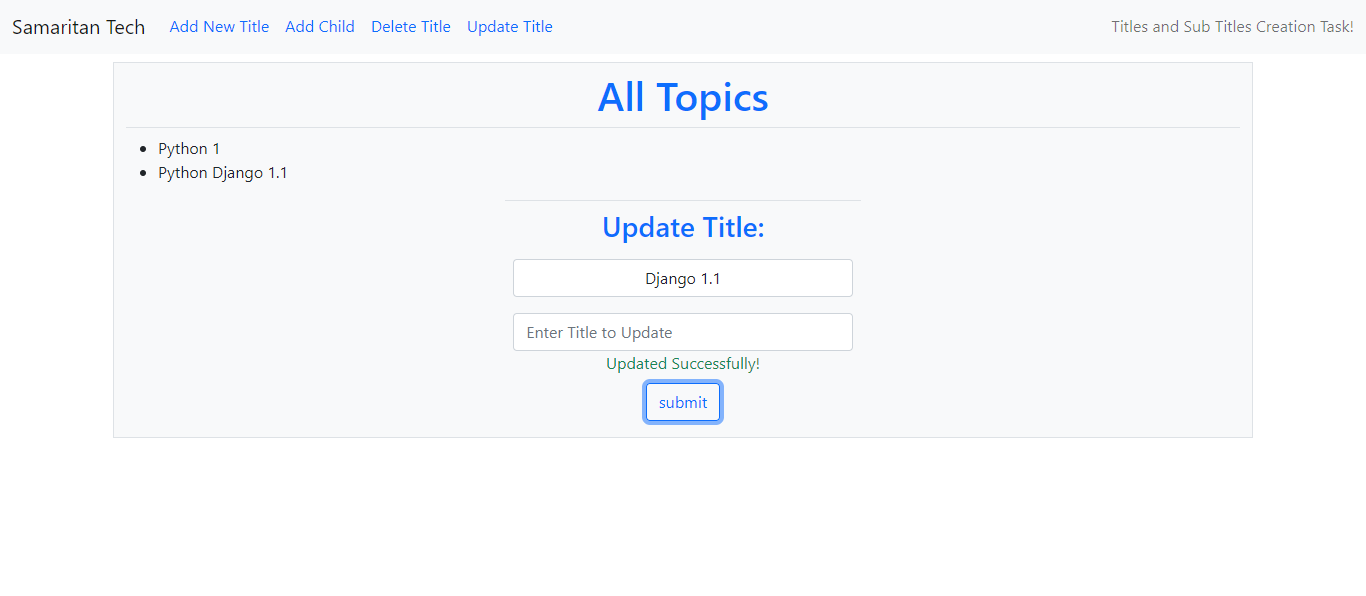 Samaritan Tech Add New Title Add Child Delete Title Update Title Titles and Sub Titles Creation Task!
All Topics
Python 1
Python Django 1.1
Update Title:
Django 1.1
Enter Title to Update
Updated Successfully!
submit